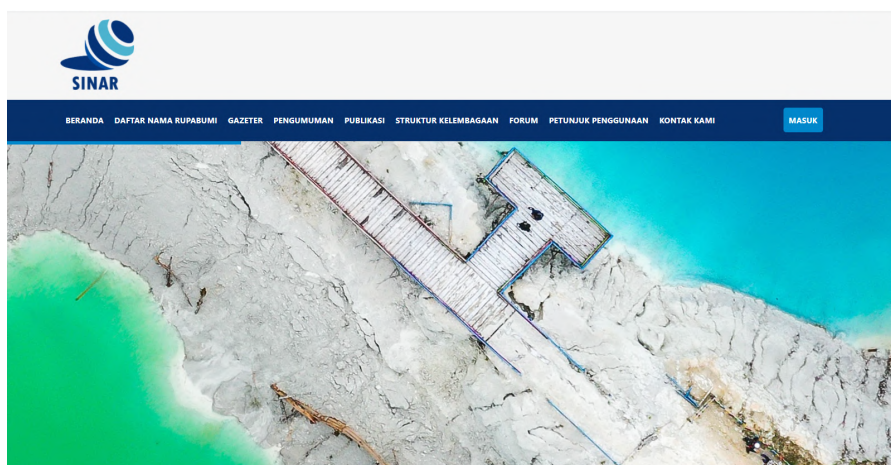 SINAR
BERANDA DAFTAR NAMA RUPABUMI GAZETER PENGUMUMAN PUBLIKASI STRUKTUR KELEMBAGAAN FORUM PETUNJUK PENGGUNAAN KONTAK KAMI MASUK